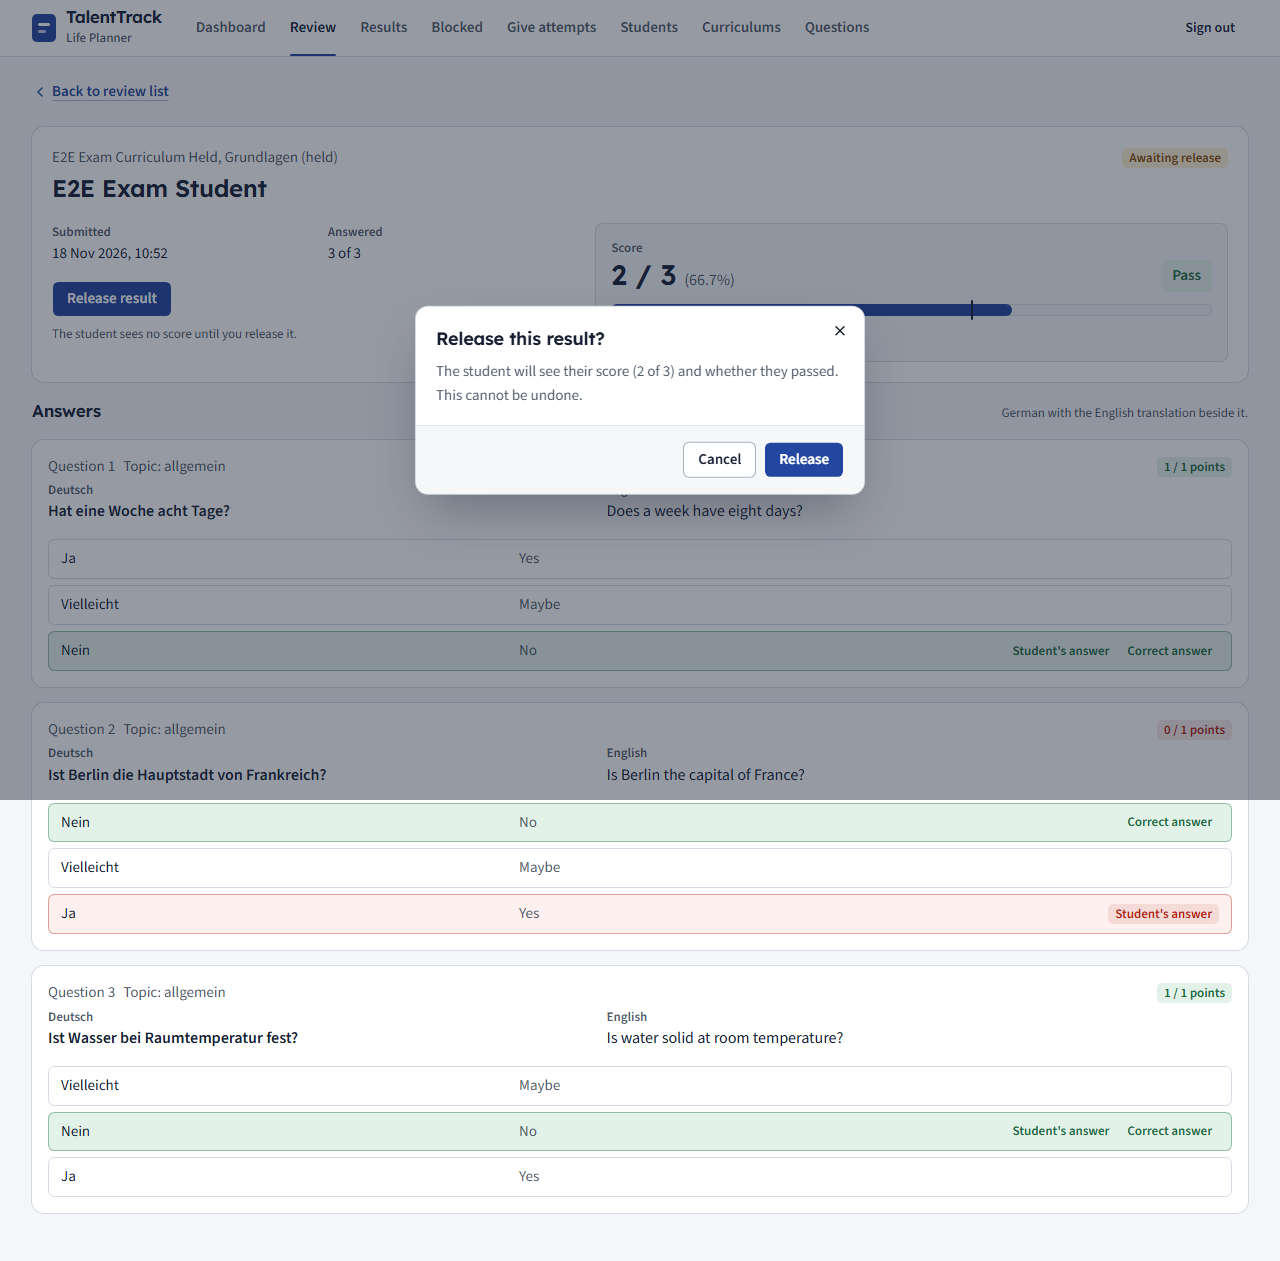 TalentTrack
Life Planner
Dashboard
Review
Results
Blocked
Give attempts
Students
Curriculums
Questions
Sign out
Back to review list
E2E Exam Curriculum Held, Grundlagen (held)
Awaiting release
E2E Exam Student
Submitted
18 Nov 2026, 10:52
Answered
3 of 3
Score
2 / 3 (66.7%)
Pass
Release result
The student sees no score until you release it.
Release this result?
The student will see their score (2 of 3) and whether they passed.
This cannot be undone.
Cancel
Release
Answers
German with the English translation beside it.
Question 1 Topic: allgemein
1 / 1 points
Deutsch
Hat eine Woche acht Tage?
Does a week have eight days?
Ja
Yes
Vielleicht
Maybe
Nein
No
Student's answer
Correct answer
Question 2 Topic: allgemein
0 / 1 points
Deutsch
English
Ist Berlin die Hauptstadt von Frankreich?
Is Berlin the capital of France?
Nein
No
Correct answer
Vielleicht
Maybe
Ja
Yes
Student's answer
Question 3 Topic: allgemein
1 / 1 points
Deutsch
English
Ist Wasser bei Raumtemperatur fest?
Is water solid at room temperature?
Vielleicht
Maybe
Nein
No
Student's answer
Correct answer
Ja
Yes